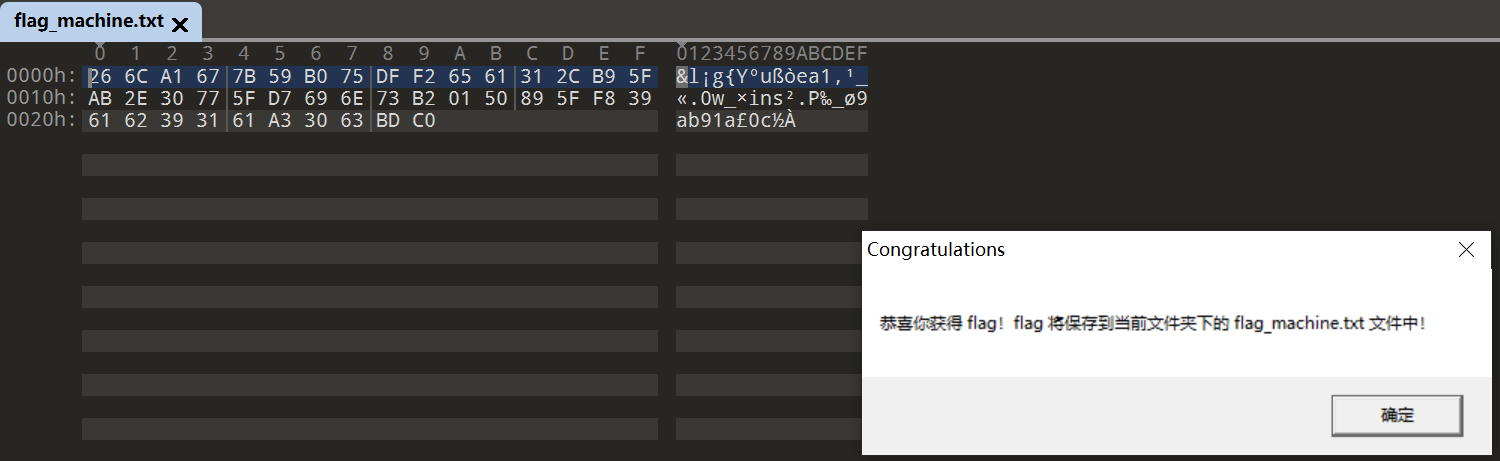 flag_machine.txt
0 1 2 3 4 5 6 7 8 9 A B C D E F 0123456789ABCDEF
0000h: 26 6C A1 67 7B 59 B0 75 DF F2 65 61 31 2C B9 5F &l¡g{Y°ußòea1,¹_
0010h: AB 2E 30 77 5F D7 69 6E 73 B2 01 50 89 5F F8 39 «.0w_×ins².P‰_ø9
0020h: 61 62 39 31 61 A3 30 63 BD C0 ab91a£0c½À
Congratulations
恭喜你获得 flag！flag 将保存到当前文件夹下的 flag_machine.txt 文件中！
确定